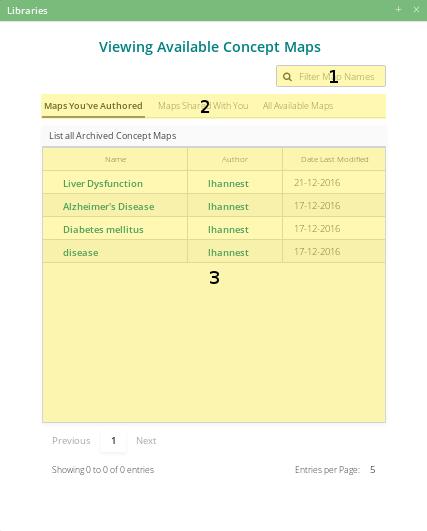 Libraries + ×
Viewing Available Concept Maps
Filter Map Names
1
Maps You've Authored Maps Shared With You All Available Maps
2
List all Archived Concept Maps
Name Author Date Last Modified
Liver Dysfunction lhannest 21-12-2016
Alzheimer's Disease lhannest 17-12-2016
Diabetes mellitus lhannest 17-12-2016
disease lhannest 17-12-2016
3
Previous 1 Next
Showing 0 to 0 of 0 entries Entries per Page: 5